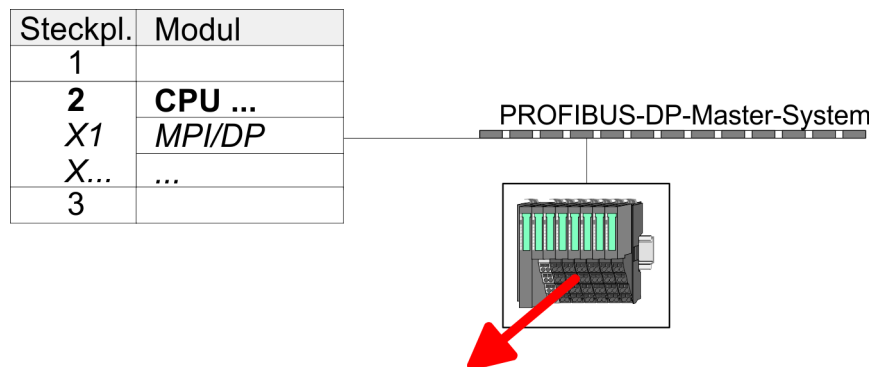 Steckpl. Modul
1
2 CPU ...
X1 MPI/DP
X... ...
3
PROFIBUS-DP-Master-System